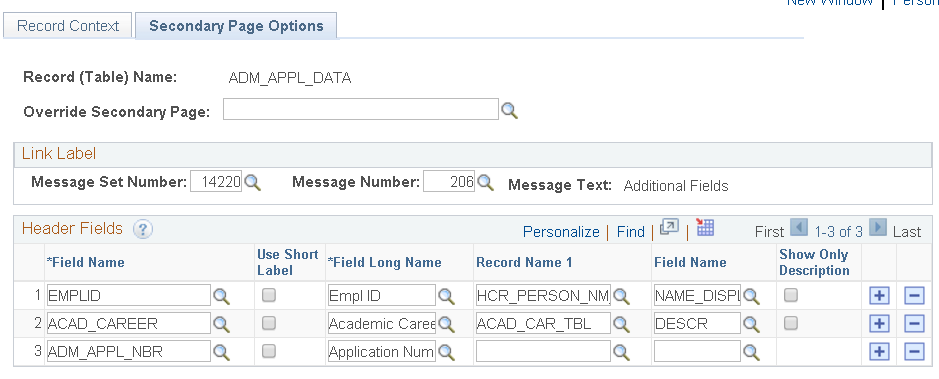 New Window | Person
Record Context Secondary Page Options
Record (Table) Name: ADM_APPL_DATA
Override Secondary Page:
Link Label
Message Set Number: 14220 Message Number: 206 Message Text: Additional Fields
Header Fields ? Personalize | Find | | First 1-3 of 3 Last
*Field Name Use Short Label *Field Long Name Record Name 1 Field Name Show Only Description
1 EMPLID Empl ID HCR_PERSON_NM NAME_DISPL
2 ACAD_CAREER Academic Caree ACAD_CAR_TBL DESCR
3 ADM_APPL_NBR Application Num